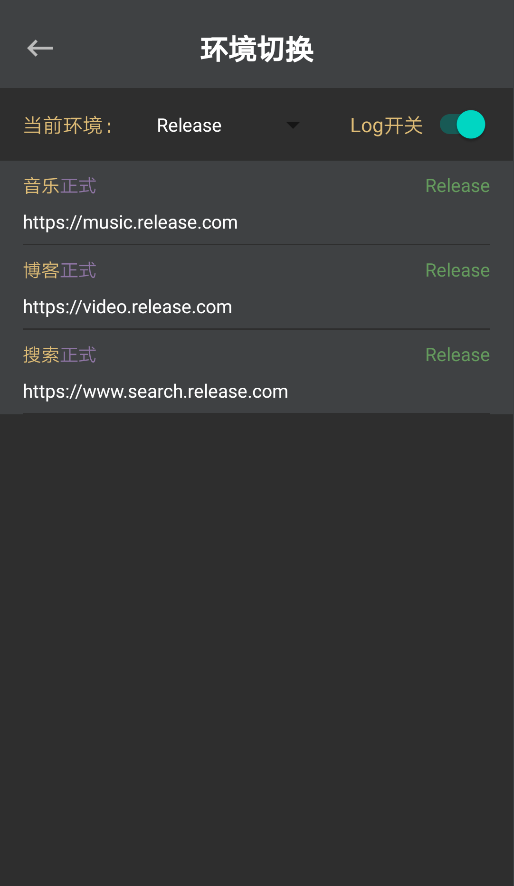 环境切换
当前环境: Release Log开关
音乐正式 Release
https://music.release.com
博客正式 Release
https://video.release.com
搜索正式 Release
https://www.search.release.com